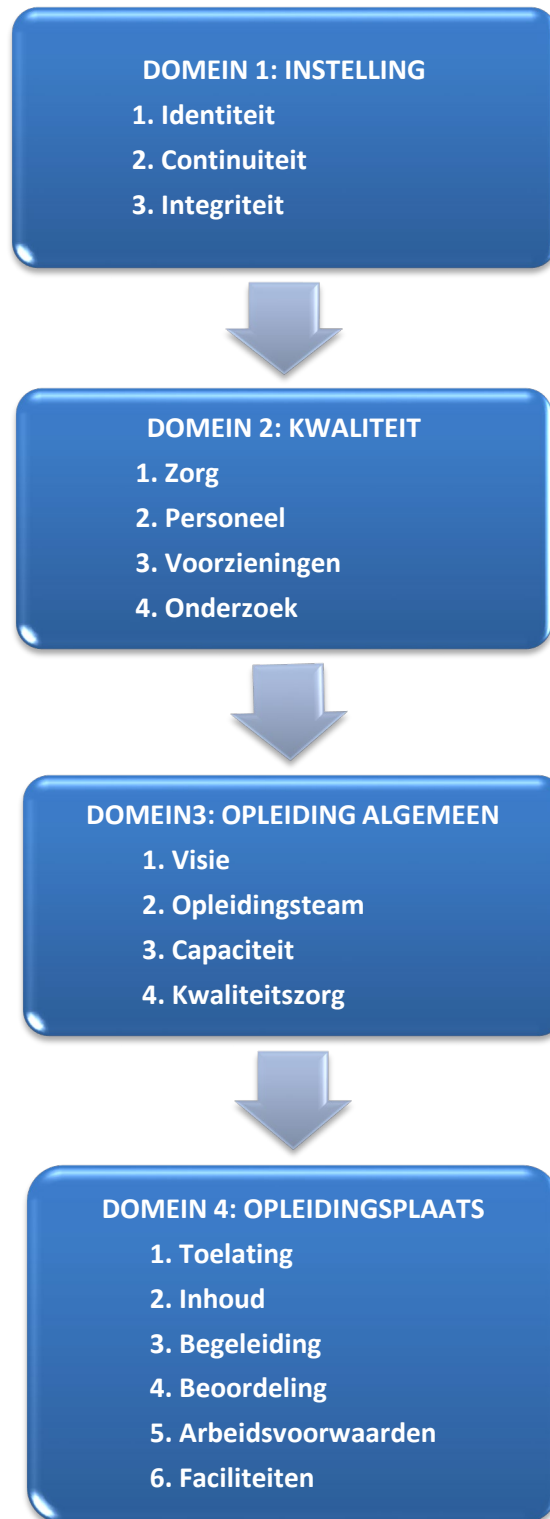 DOMEIN 1: INSTELLING
1. Identiteit
2. Continuiteit
3. Integriteit
DOMEIN 2: KWALITEIT
1. Zorg
2. Personeel
3. Voorzieningen
4. Onderzoek
DOMEIN3: OPLEIDING ALGEMEEN
1. Visie
2. Opleidingsteam
3. Capaciteit
4. Kwaliteitszorg
DOMEIN 4: OPLEIDINGSPLAATS
1. Toelating
2. Inhoud
3. Begeleiding
4. Beoordeling
5. Arbeidsvoorwaarden
6. Faciliteiten